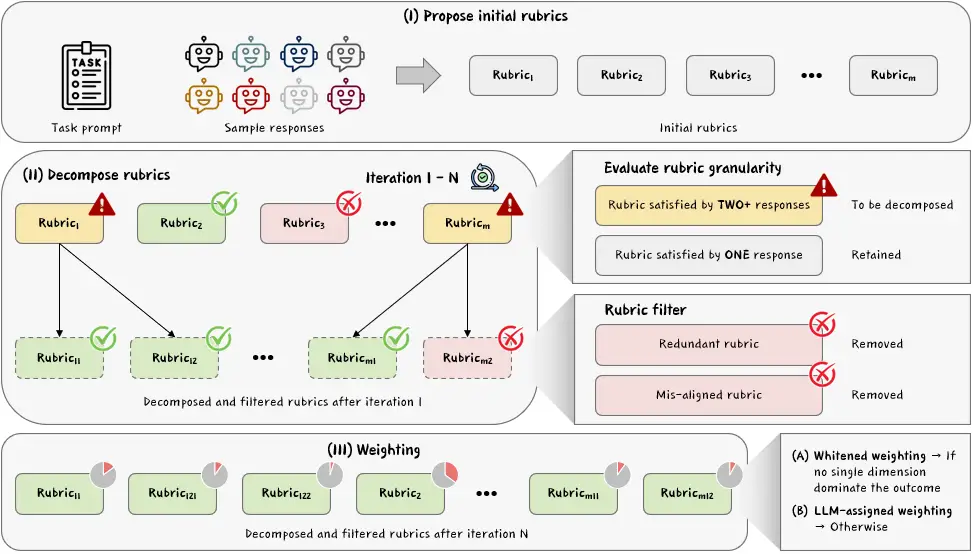 (I) Propose initial rubrics
TASK
Rubric1
Rubric2
Rubric3
•••
Rubricm
Task prompt
Sample responses
Initial rubrics
(II) Decompose rubrics
Iteration 1 - N
Rubric1
Rubric2
Rubric3
•••
Rubricm
Rubric11
Rubric12
•••
Rubricm1
Rubricm2
Decomposed and filtered rubrics after iteration 1
Evaluate rubric granularity
Rubric satisfied by TWO+ responses
To be decomposed
Rubric satisfied by ONE response
Retained
Rubric filter
Redundant rubric
Removed
Mis-aligned rubric
Removed
(III) Weighting
Rubric11
Rubric121
Rubric122
Rubric2
•••
Rubricm11
Rubricm12
Decomposed and filtered rubrics after iteration N
(A) Whitened weighting → If
no single dimension
dominate the outcome
(B) LLM-assigned weighting
→ Otherwise